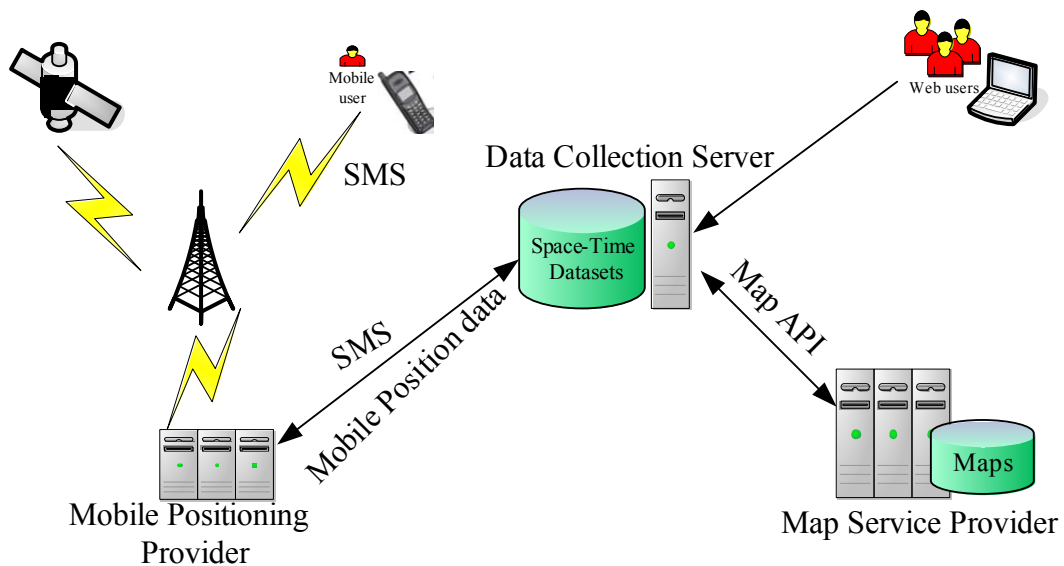 Mobile
user
Web users
SMS
Data Collection Server
Space-Time
Datasets
Map API
SMS
Mobile Position data
Maps
Mobile Positioning
Provider
Map Service Provider